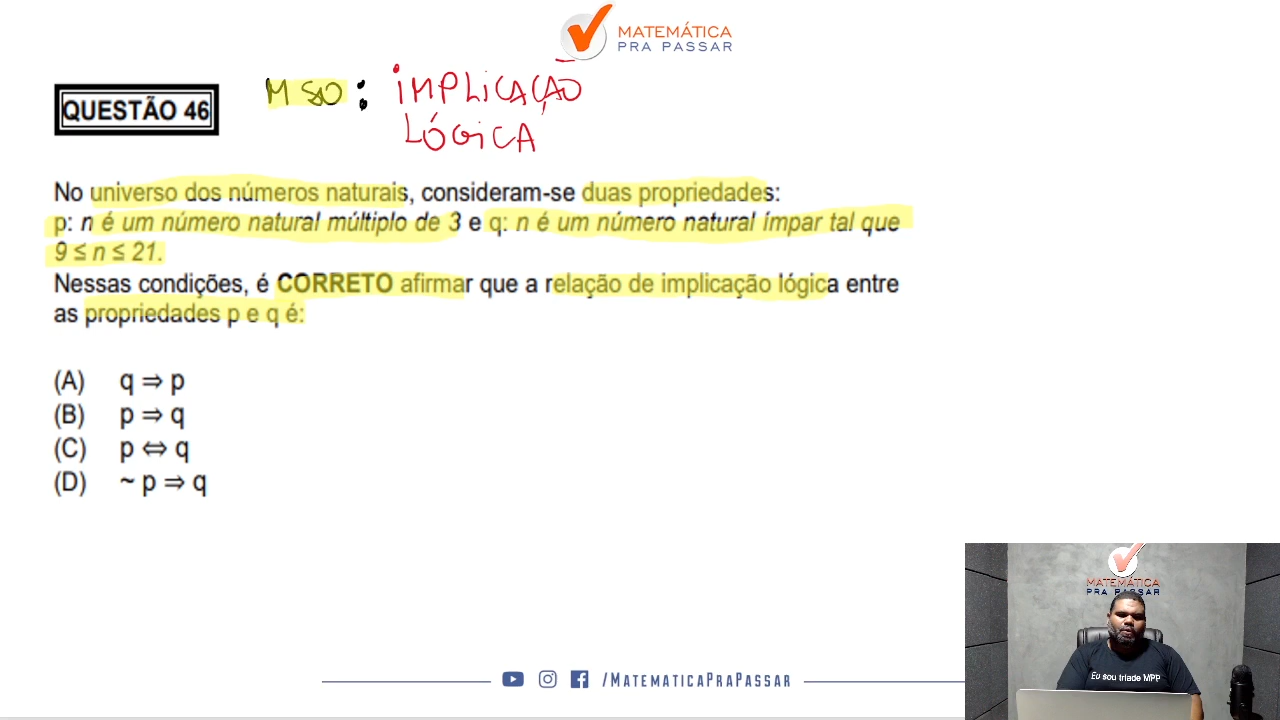 MATEMÁTICA
PRA PASSAR
QUESTÃO 46
MSO: IMPLICAÇÃO
LÓGICA
No universo dos números naturais, consideram-se duas propriedades:
p: n é um número natural múltiplo de 3 e q: n é um número natural ímpar tal que
9 ≤ n ≤ 21.
Nessas condições, é CORRETO afirmar que a relação de implicação lógica entre
as propriedades p e q é:
(A) q ⇒ p
(B) p ⇒ q
(C) p ⇔ q
(D) ~ p ⇒ q
MATEMÁTICA
PRA PASSAR
Eu sou tríade MPP
/MATEMATICAPRAPASSAR